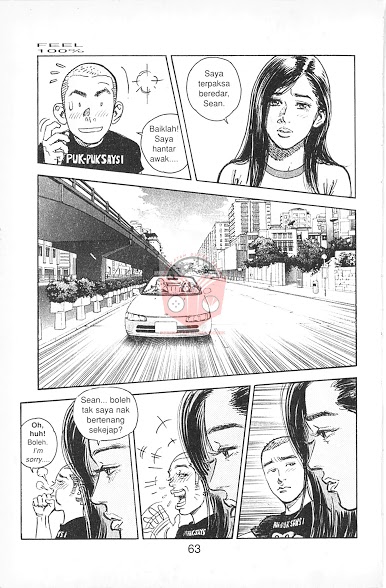 FEEL
100%
Saya
terpaksa
beredar,
Sean.
Baiklah!
Saya
hantar
awak....
PUK-PUKSAYS!
Sean... boleh
tak saya nak
bertenang
sekejap?
Oh,
huh!
Boleh.
I'm
sorry...
63